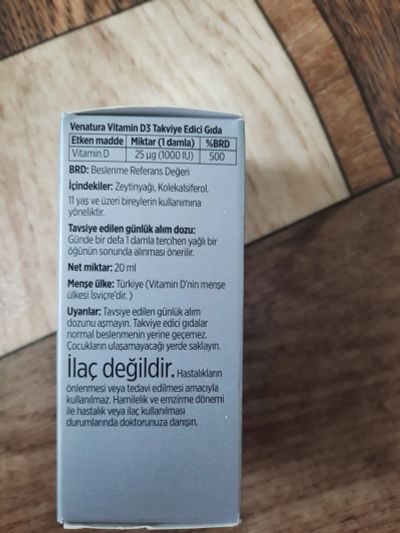 Venatura Vitamin D3 Takviye Edici Gıda
Etken madde Miktar (1 damla) %BRD
Vitamin D 25 µg (1000 IU) 500
BRD: Beslenme Referans Değeri
İçindekiler: Zeytinyağı, Kolekalsiferol.
11 yaş ve üzeri bireylerin kullanımına
yöneliktir.
Tavsiye edilen günlük alım dozu:
Günde bir defa 1 damla tercihen yağlı bir
öğünün sonunda alınması önerilir.
Net miktar: 20 ml
Menşe ülke: Türkiye (Vitamin D'nin menşe
ülkesi İsviçre'dir. )
Uyarılar: Tavsiye edilen günlük alım
dozunu aşmayın. Takviye edici gıdalar
normal beslenmenin yerine geçemez.
Çocukların ulaşamayacağı yerde saklayın.
İlaç değildir. Hastalıkların
önlenmesi veya tedavi edilmesi amacıyla
kullanılmaz. Hamilelik ve emzirme dönemi
ile hastalık veya ilaç kullanılması
durumlarında doktorunuza danışın.